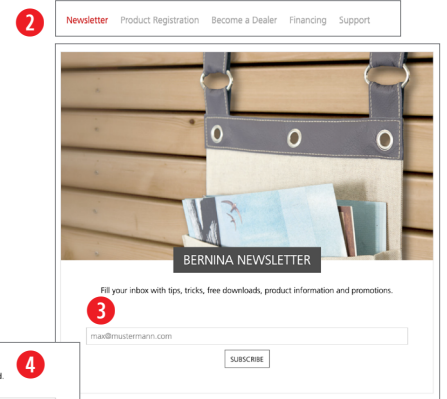 2
Newsletter Product Registration Become a Dealer Financing Support
BERNINA NEWSLETTER
Fill your inbox with tips, tricks, free downloads, product information and promotions.
3
max@mustermann.com
SUBSCRIBE
4